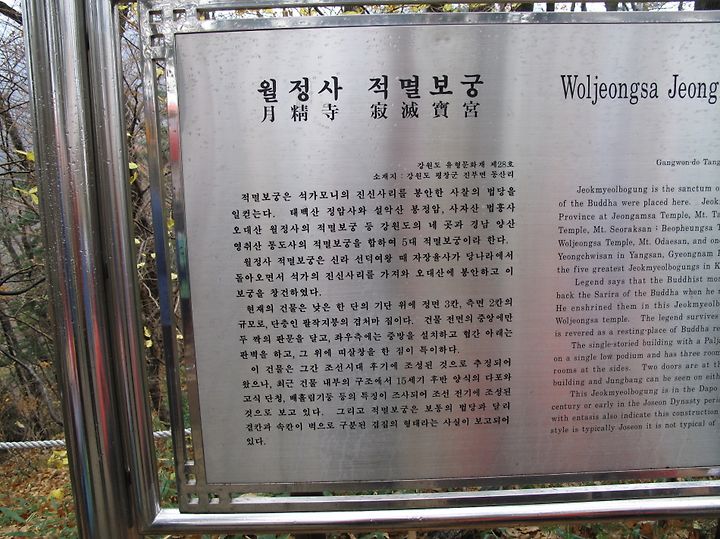 월정사 적멸보궁
月精寺 寂滅寶宮
강원도 유형문화재 제28호
소재지 : 강원도 평창군 진부면 동산리
적멸보궁은 석가모니의 진신사리를 봉안한 사찰의 법당을
일컫는다. 태백산 정암사와 설악산 봉정암, 사자산 법흥사
오대산 월정사의 적멸보궁 등 강원도의 네 곳과 경남 양산
영취산 통도사의 적멸보궁을 합하여 5대 적멸보궁이라 한다.
월정사 적멸보궁은 신라 선덕여왕 때 자장율사가 당나라에서
돌아오면서 석가의 진신사리를 가져와 오대산에 봉안하고 이
보궁을 창건하였다.
현재의 건물은 낮은 한 단의 기단 위에 정면 3칸, 측면 2칸의
규모로, 단층인 팔작지붕의 겹처마 집이다. 건물 전면의 중앙에만
두 짝의 판문을 달고, 좌우측에는 중방을 설치하고 협간 아래는
판벽을 하고, 그 위에 띠살창을 한 점이 특이하다.
이 건물은 그간 조선시대 후기에 조성된 것으로 추정되어
왔으나, 최근 건물 내부의 구조에서 15세기 후반 양식의 다포와
고식 단청, 배흘림기둥 등의 특징이 조사되어 조선 전기에 조성된
것으로 보고 있다. 그리고 적멸보궁은 보통의 법당과 달리
겉칸과 속칸이 벽으로 구분된 겹집의 형태라는 사실이 보고되어
있다.
Woljeongsa Jeong
Gangwon-do Tang
Jeokmyeolbogung is the sanctum o
of the Buddha were placed here. Jeok
Province at Jeongamsa Temple, Mt. Ta
Temple, Mt. Seoraksan ; Beopheungsa T
Woljeongsa Temple, Mt. Odaesan, and on
Yeongchwisan in Yangsan, Gyeongnam P
the five greatest Jeokmyeolbogungs in K
Legend says that the Buddhist mo
back the Sarira of the Buddha when he r
He enshrined them in this Jeokmyeol
Woljeongsa temple. The legend survives
is revered as a resting-place of Buddha r
The single-storied building with a Palj
on a single low podium and has three roo
rooms at the sides. Two doors are at th
building and Jungbang can be seen on eith
This Jeokmyeolbogung is in the Dapo
century or early in the Joseon Dynasty peri
with entasis also indicate this construction
style is typically Joseon it is not typical of